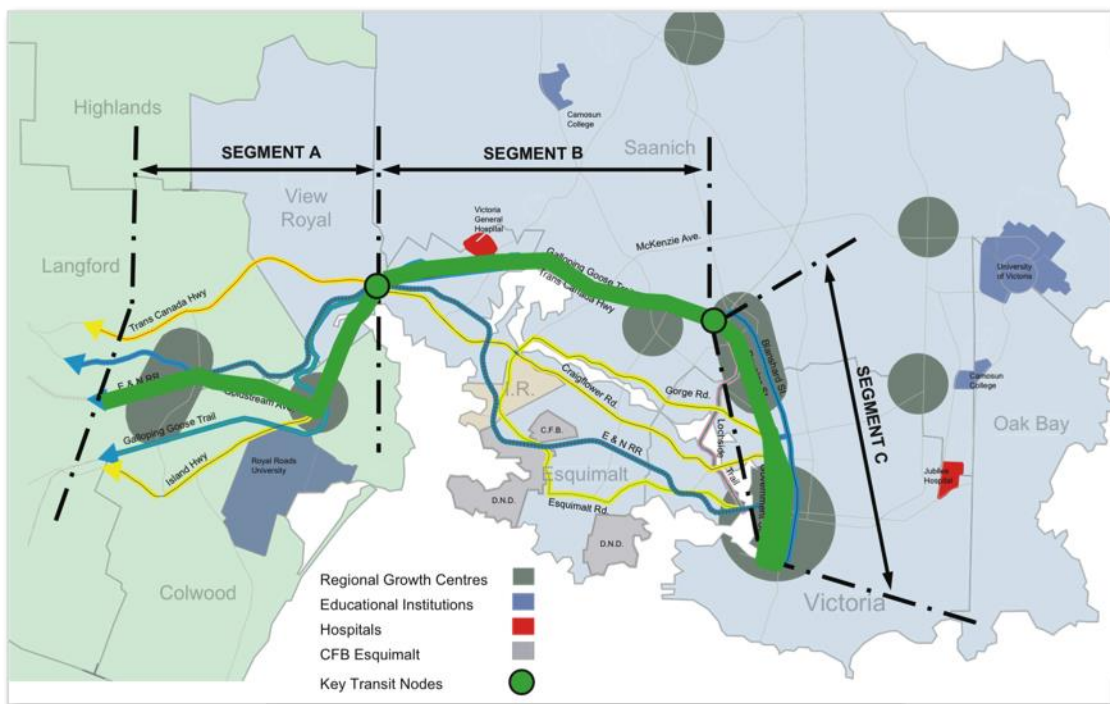 Highlands
SEGMENT A
SEGMENT B
Saanich
Camosun
College
View
Royal
Victoria
General
Hospital
McKenzie Ave.
Langford
Galloping Goose Trail
Trans Canada Hwy
University
of Victoria
Trans Canada Hwy
E & N RR
Galloping Goose Trail
Island Hwy
Royal Roads
University
Colwood
I.R.
Craigflower Rd.
Gorge Rd.
C.F.B.
E & N RR
Esquimalt
Esquimalt Rd.
D.N.D.
D.N.D.
Blanshard St.
Lochside
Trail
SEGMENT C
Camosun
College
Oak Bay
Jubilee
Hospital
Victoria
Regional Growth Centres
Educational Institutions
Hospitals
CFB Esquimalt
Key Transit Nodes